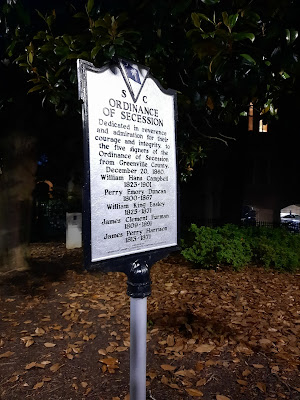 S C
ORDINANCE
OF SECESSION
Dedicated in reverence
and admiration for their
courage and integrity, to
the five signers of the
Ordinance of Secession
from Greenville County,
December 20, 1860.
William Hans Campbell
1823-1901
Perry Emory Duncan
1800-1867
William King Easley
1825-1872
James Clement Furman
1809-1891
James Perry Harrison
1813-1871